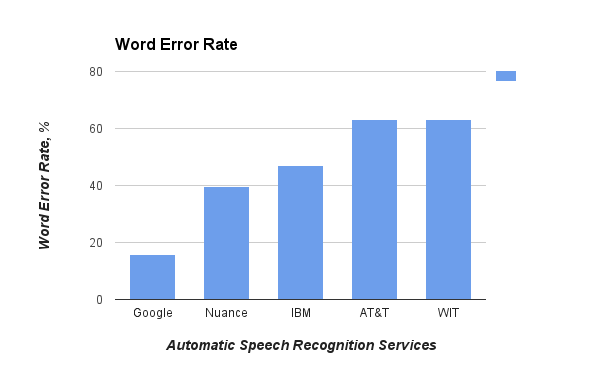 Word Error Rate
80
60
40
20
0
Word Error Rate, %
Google Nuance IBM AT&T WIT
Automatic Speech Recognition Services